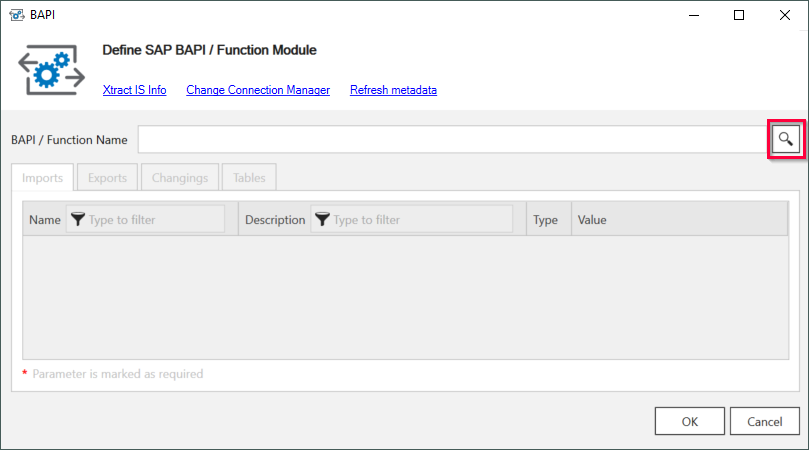 BAPI
Define SAP BAPI / Function Module
Xtract IS Info Change Connection Manager Refresh metadata
BAPI / Function Name
Imports Exports Changings Tables
Name Type to filter Description Type to filter Type Value
* Parameter is marked as required
OK Cancel